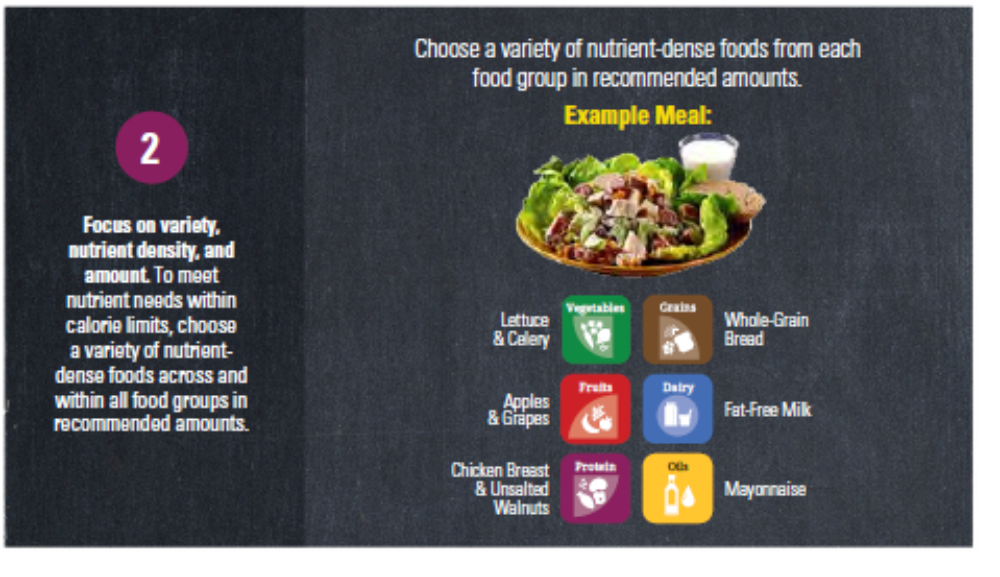 2
Focus on variety,
nutrient density, and
amount. To meet
nutrient needs within
calorie limits, choose
a variety of nutrient-
dense foods across and
within all food groups in
recommended amounts.
Choose a variety of nutrient-dense foods from each
food group in recommended amounts.
Example Meal:
Lettuce
& Celery
Vegetables
Grains
Whole-Grain
Bread
Apples
& Grapes
Fruits
Dairy
Fat-Free Milk
Chicken Breast
& Unsalted
Walnuts
Protein
Oils
Mayonnaise